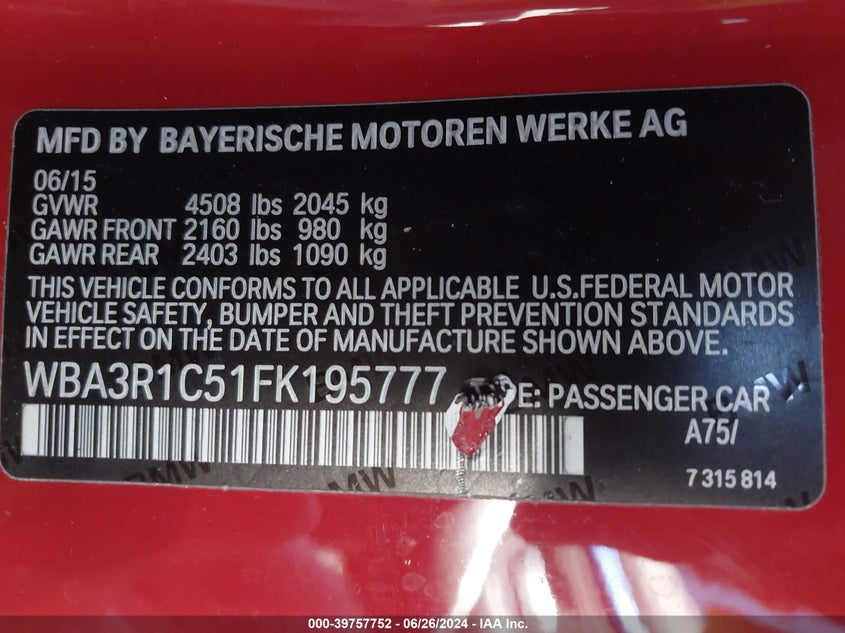 MFD BY BAYERISCHE MOTOREN WERKE AG
06/15
GVWR 4508 lbs 2045 kg
GAWR FRONT 2160 lbs 980 kg
GAWR REAR 2403 lbs 1090 kg
THIS VEHICLE CONFORMS TO ALL APPLICABLE U.S.FEDERAL MOTOR
VEHICLE SAFETY, BUMPER AND THEFT PREVENTION STANDARDS
IN EFFECT ON THE DATE OF MANUFACTURE SHOWN ABOVE.
WBA3R1C51FK195777 PASSENGER CAR
A75/
7 315 814
BMW
000-39757752 - 06/26/2024 - IAA Inc.